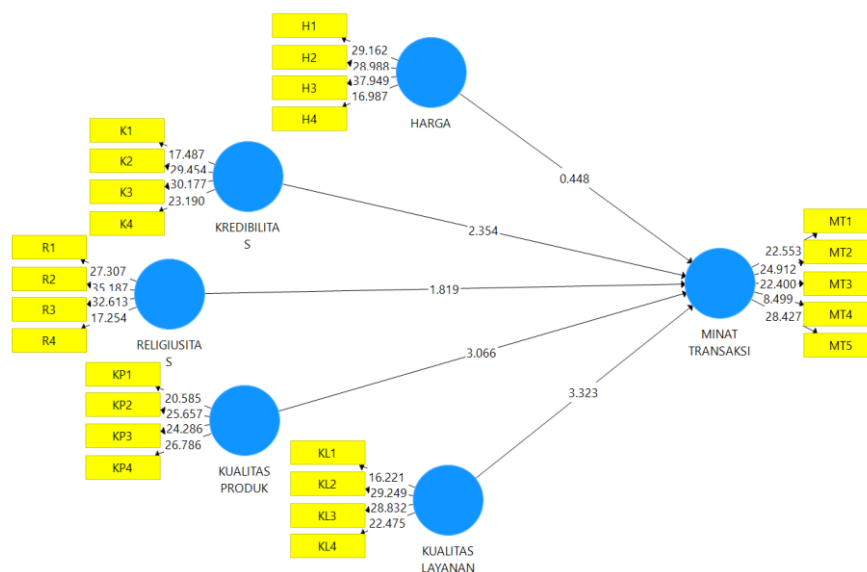 H1
29.162
H2
28.988
H3
37.949
H4
16.987
HARGA
0.448
K1
17.487
K2
29.454
K3
30.177
K4
23.190
KREDIBILITA
S
2.354
R1
27.307
R2
35.187
R3
32.613
R4
17.254
RELIGIUSITA
S
1.819
KP1
20.585
KP2
25.657
KP3
24.286
KP4
26.786
KUALITAS
PRODUK
3.066
KL1
16.221
KL2
29.249
KL3
28.832
KL4
22.475
KUALITAS
LAYANAN
3.323
MINAT
TRANSAKSI
MT1
22.553
MT2
24.912
MT3
22.400
MT4
8.499
MT5
28.427